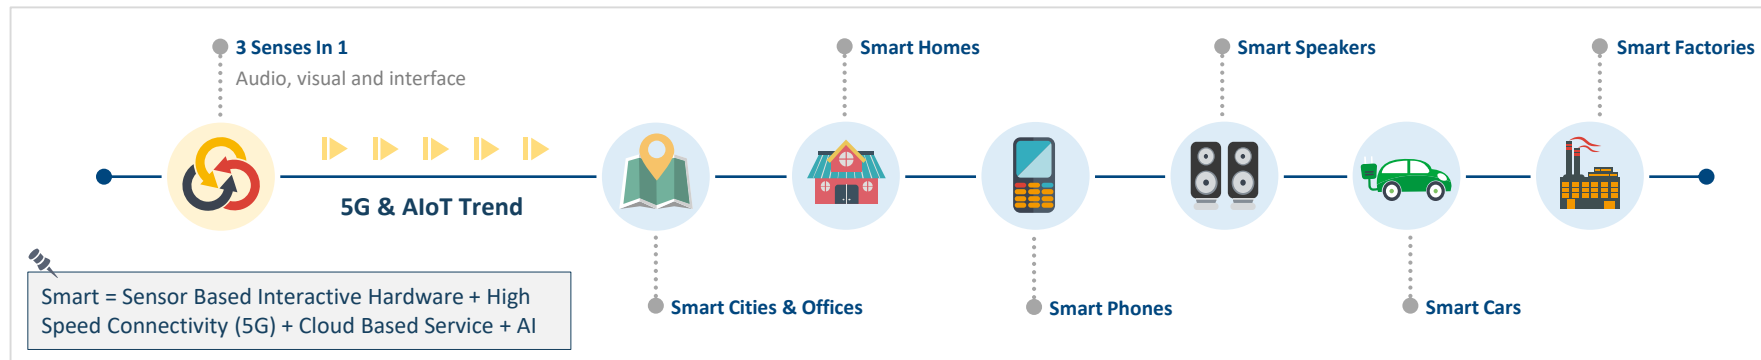 3 Senses In 1
Audio, visual and interface
Smart Homes
Smart Speakers
Smart Factories
5G & AIoT Trend
Smart = Sensor Based Interactive Hardware + High
Speed Connectivity (5G) + Cloud Based Service + AI
Smart Cities & Offices
Smart Phones
Smart Cars